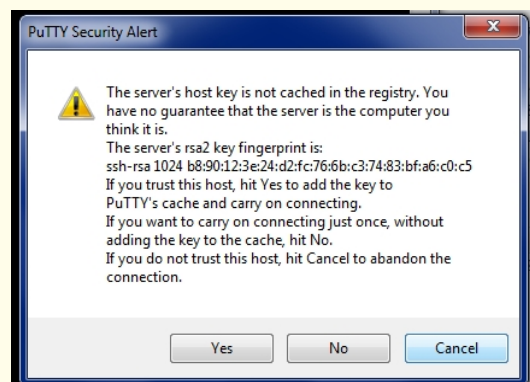 PuTTY Security Alert
The server's host key is not cached in the registry. You
have no guarantee that the server is the computer you
think it is.
The server's rsa2 key fingerprint is:
ssh-rsa 1024 b8:90:12:3e:24:d2:fc:76:6b:c3:74:83:bf:a6:c0:c5
If you trust this host, hit Yes to add the key to
PuTTY's cache and carry on connecting.
If you want to carry on connecting just once, without
adding the key to the cache, hit No.
If you do not trust this host, hit Cancel to abandon the
connection.
Yes No Cancel